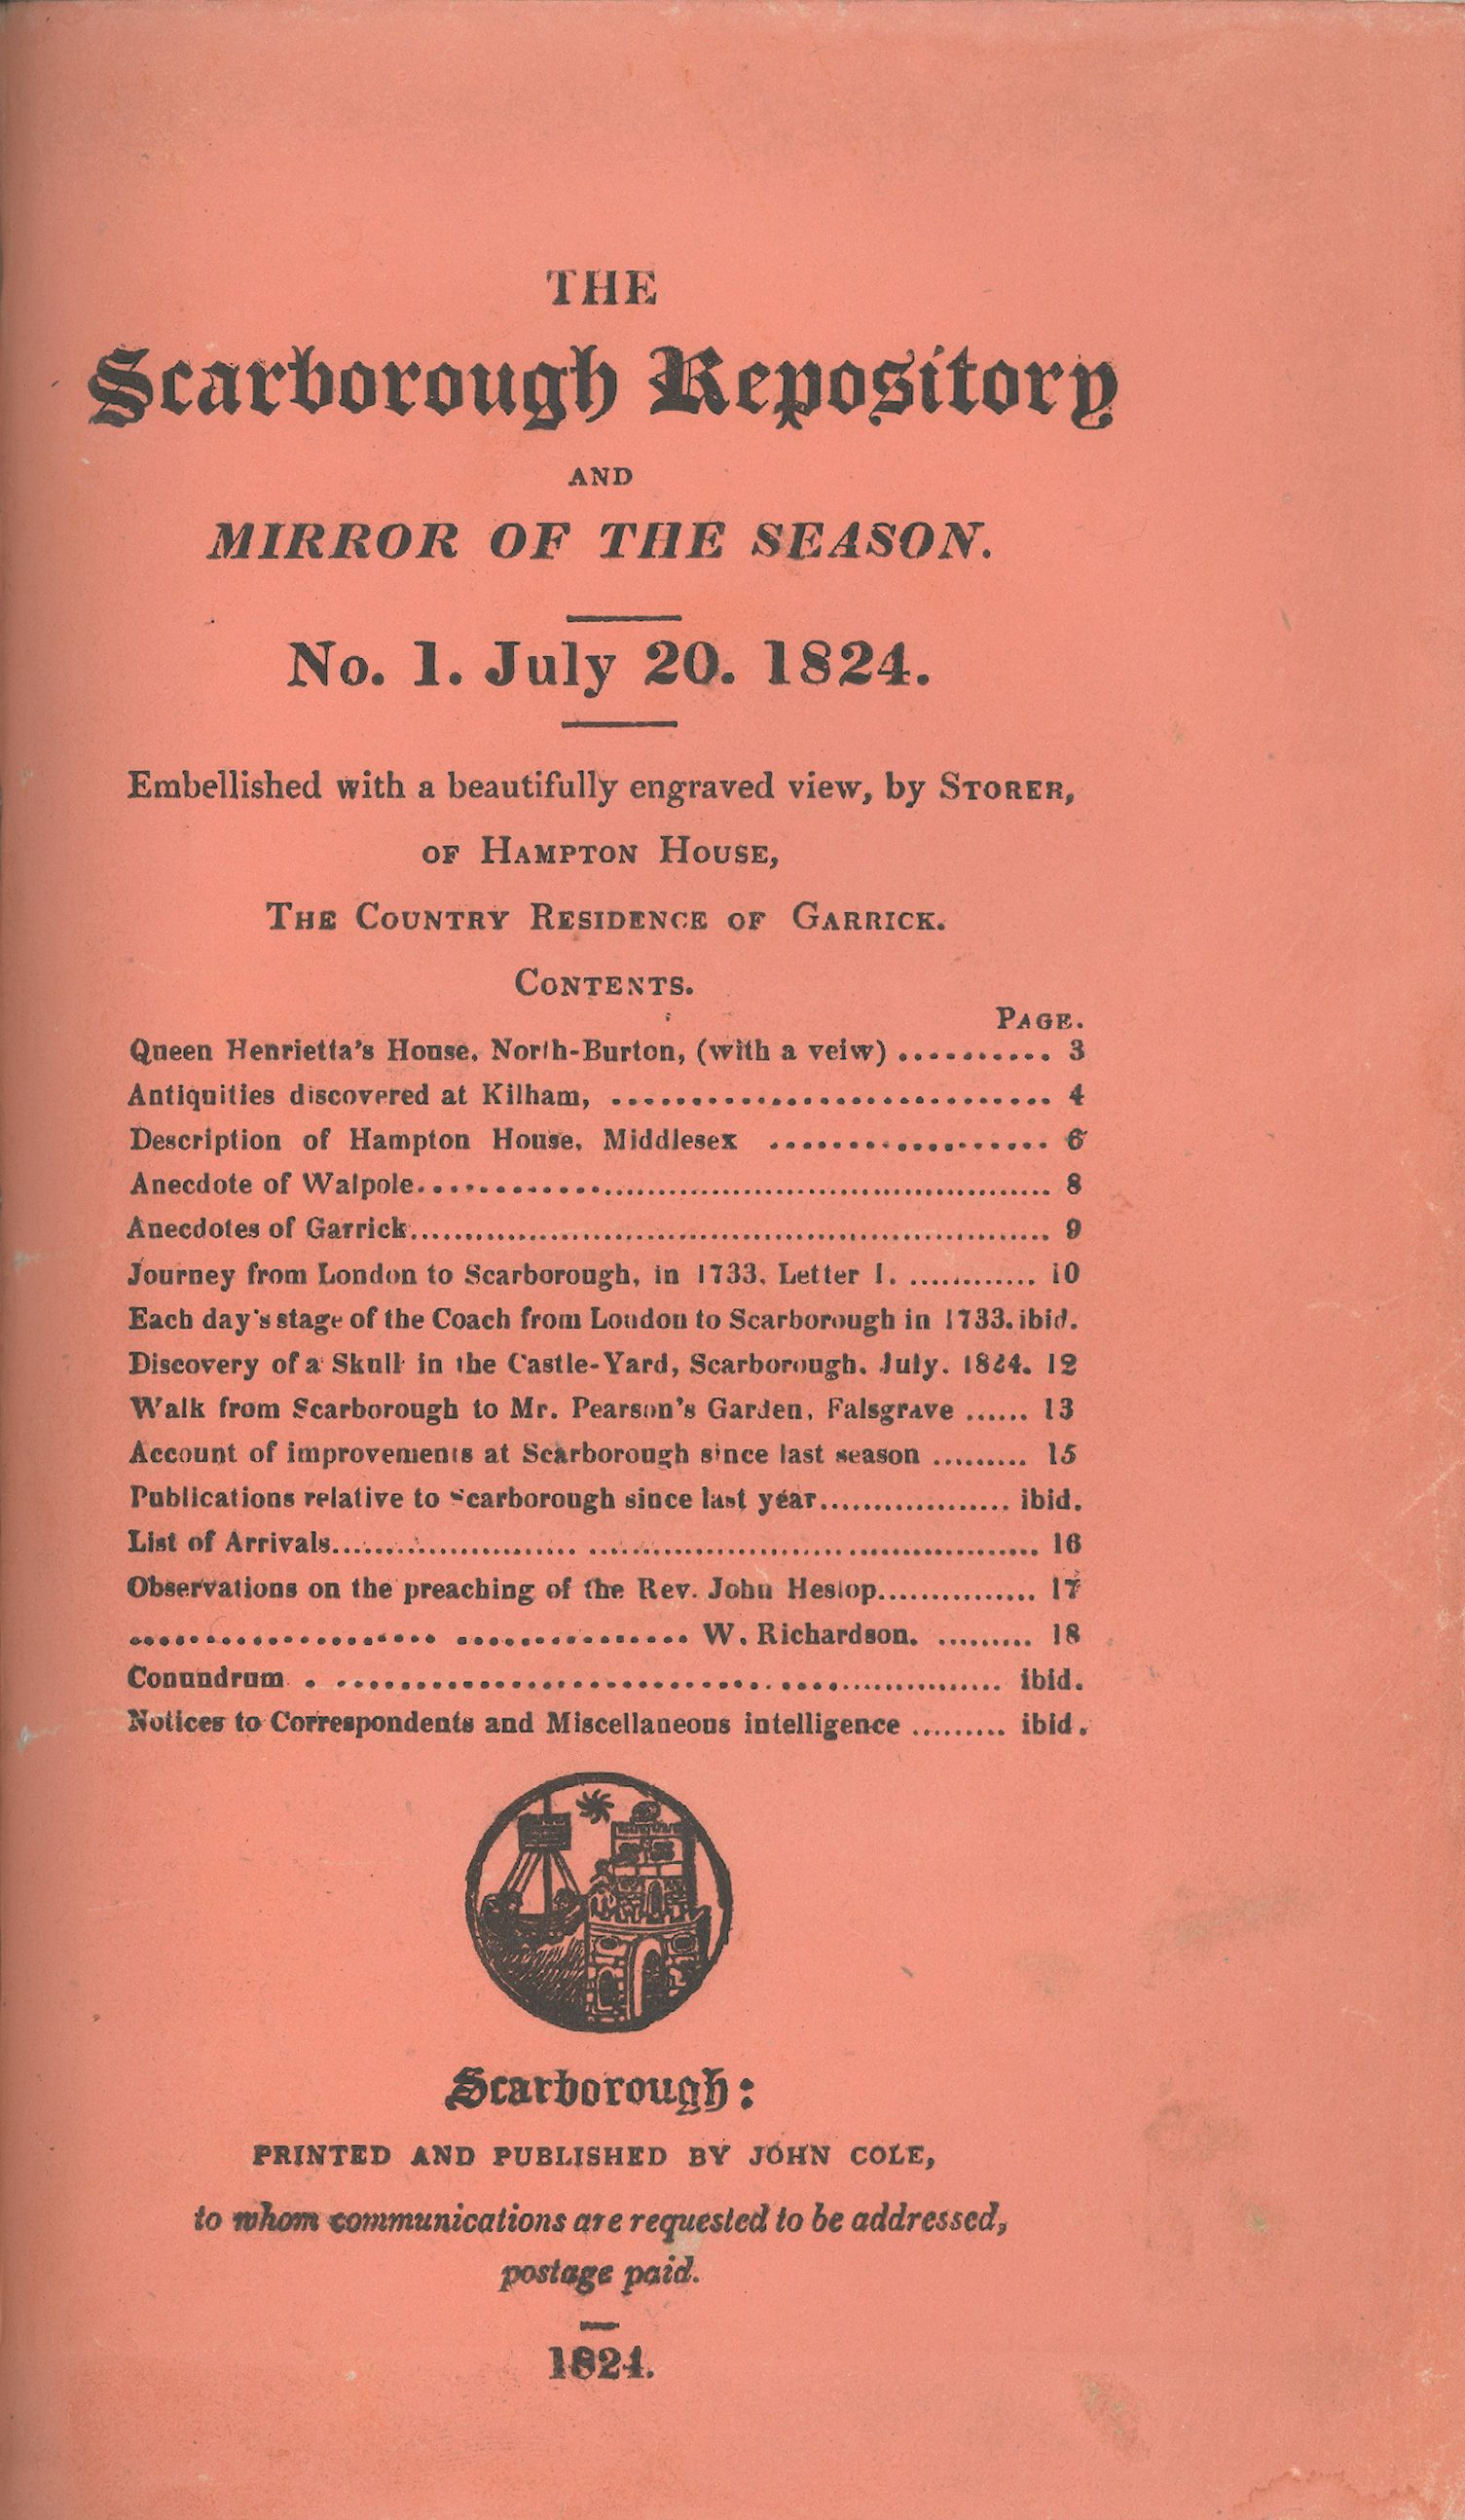 THE
Scarborough Repository
AND
MIRROR OF THE SEASON.
No. 1. July 20. 1824.
Embellished with a beautifully engraved view, by STORER,
OF HAMPTON HOUSE,
THE COUNTRY RESIDENCE OF GARRICK.
CONTENTS.
PAGE.
Queen Henrietta's House, North-Burton, (with a veiw) .......... 3
Antiquities discovered at Kilham, ............................ 4
Description of Hampton House, Middlesex .................. 6
Anecdote of Walpole...................................................... 8
Anecdotes of Garrick...................................................... 9
Journey from London to Scarborough, in 1733. Letter 1. ............ 10
Each day's stage of the Coach from London to Scarborough in 1733. ibid.
Discovery of a Skull in the Castle-Yard, Scarborough. July. 1824. 12
Walk from Scarborough to Mr. Pearson's Garden, Falsgrave ...... 13
Account of improvements at Scarborough since last season ......... 15
Publications relative to Scarborough since last year.................. ibid.
List of Arrivals.............................................................. 16
Observations on the preaching of the Rev. John Heslop............... 17
.................... ............... W. Richardson. ......... 18
Conundrum . .................................................. ibid.
Notices to Correspondents and Miscellaneous intelligence ......... ibid.
Scarborough:
PRINTED AND PUBLISHED BY JOHN COLE,
to whom communications are requested to be addressed,
postage paid.
1824.